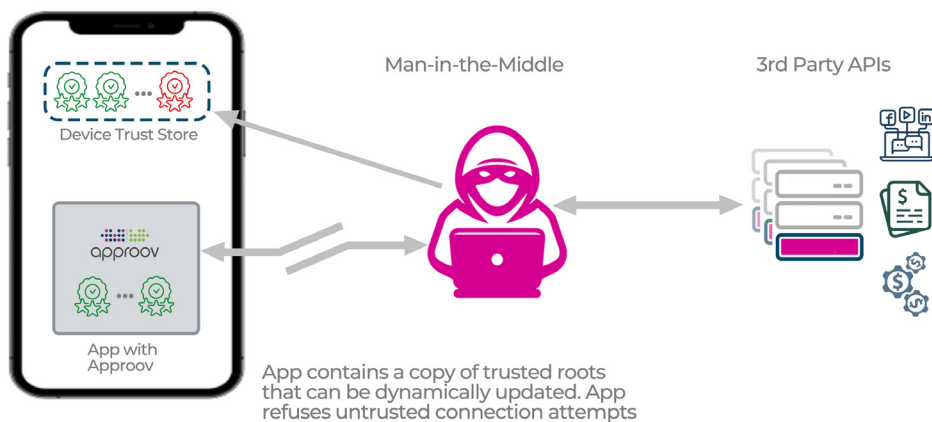 Man-in-the-Middle
3rd Party APIs
Device Trust Store
approov
App with
Approov
App contains a copy of trusted roots
that can be dynamically updated. App
refuses untrusted connection attempts
f
in
$
$
$
$